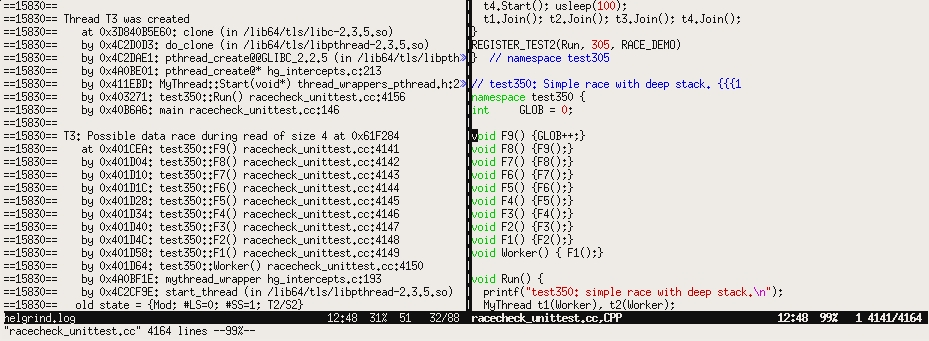 ==15830==
==15830== Thread T3 was created
==15830==    at 0x3D840B5E60: clone (in /lib64/tls/libc-2.3.5.so)
==15830==    by 0x4C2D0D3: do_clone (in /lib64/tls/libpthread-2.3.5.so)
==15830==    by 0x4C2DAE1: pthread_create@@GLIBC_2.2.5 (in /lib64/tls/libpth»
==15830==    by 0x4A0BE01: pthread_create@* hg_intercepts.c:213
==15830==    by 0x411EBD: MyThread::Start(void*) thread_wrappers_pthread.h:2»
==15830==    by 0x403271: test350::Run() racecheck_unittest.cc:4156
==15830==    by 0x40B6A6: main racecheck_unittest.cc:146
==15830==
==15830== T3: Possible data race during read of size 4 at 0x61F284
==15830==    at 0x401CEA: test350::F9() racecheck_unittest.cc:4141
==15830==    by 0x401D04: test350::F8() racecheck_unittest.cc:4142
==15830==    by 0x401D10: test350::F7() racecheck_unittest.cc:4143
==15830==    by 0x401D1C: test350::F6() racecheck_unittest.cc:4144
==15830==    by 0x401D28: test350::F5() racecheck_unittest.cc:4145
==15830==    by 0x401D34: test350::F4() racecheck_unittest.cc:4146
==15830==    by 0x401D40: test350::F3() racecheck_unittest.cc:4147
==15830==    by 0x401D4C: test350::F2() racecheck_unittest.cc:4148
==15830==    by 0x401D58: test350::F1() racecheck_unittest.cc:4149
==15830==    by 0x401D64: test350::Worker() racecheck_unittest.cc:4150
==15830==    by 0x4A0BF1E: mythread_wrapper hg_intercepts.c:193
==15830==    by 0x4C2CF9E: start_thread (in /lib64/tls/libpthread-2.3.5.so)
==15830==   old state = {Mod; #LS=0; #SS=1; T2/S2}
helgrind.log 12:48 31% 51 32/88
"racecheck_unittest.cc" 4164 lines --99%--
  t4.Start(); usleep(100);
  t1.Join(); t2.Join(); t3.Join(); t4.Join();
}
REGISTER_TEST2(Run, 305, RACE_DEMO)
}  // namespace test305

// test350: Simple race with deep stack. {{{1
namespace test350 {
int     GLOB = 0;

void F9() {GLOB++;}
void F8() {F9();}
void F7() {F8();}
void F6() {F7();}
void F5() {F6();}
void F4() {F5();}
void F3() {F4();}
void F2() {F3();}
void F1() {F2();}
void Worker() { F1();}

void Run() {
  printf("test350: simple race with deep stack.\n");
  MyThread t1(Worker), t2(Worker);
racecheck_unittest.cc,CPP 12:48 99% 1 4141/4164